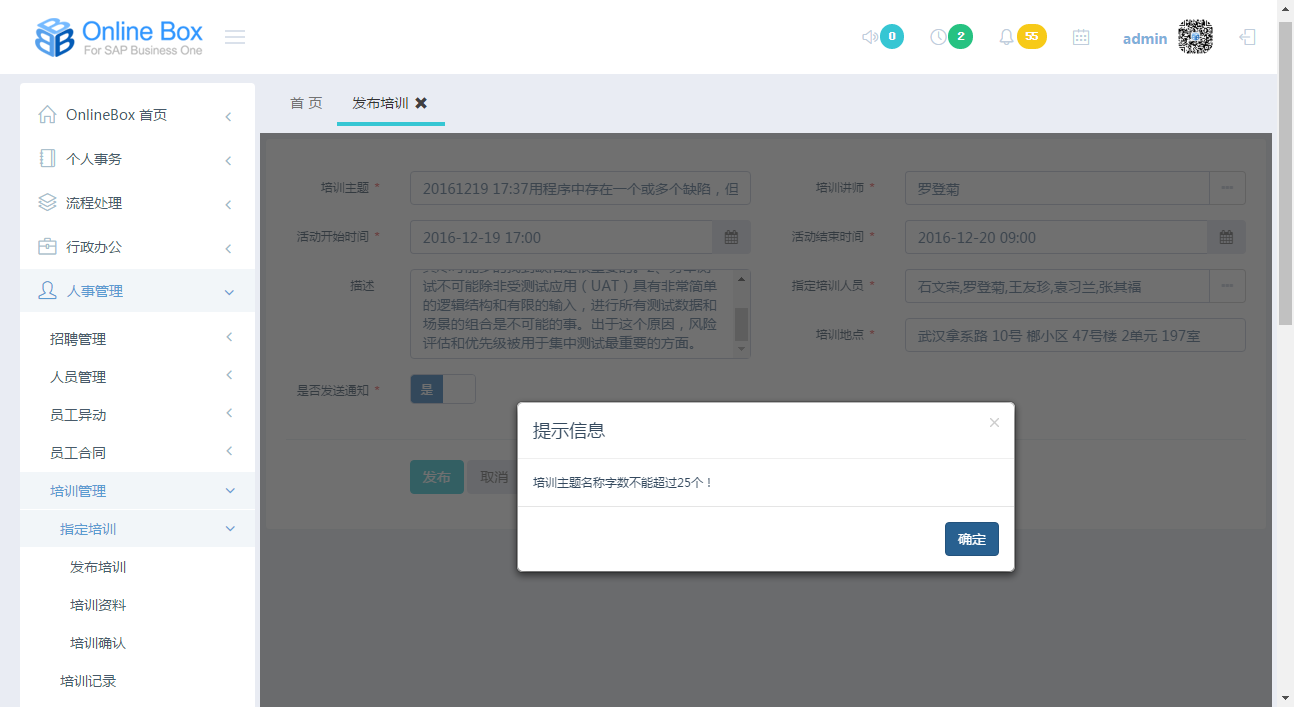 Online Box
For SAP Business One
0
2
55
admin
OnlineBox 首页
个人事务
流程处理
行政办公
人事管理
招聘管理
人员管理
员工异动
员工合同
培训管理
指定培训
发布培训
培训资料
培训确认
培训记录
首 页
发布培训
培训主题 *
20161219 17:37用程序中存在一个或多个缺陷，但
培训讲师 *
罗登菊
活动开始时间 *
2016-12-19 17:00
活动结束时间 *
2016-12-20 09:00
描述
试不可能除非受测试应用（UAT）具有非常简单
的逻辑结构和有限的输入，进行所有测试数据和
场景的组合是不可能的事。出于这个原因，风险
评估和优先级被用于集中测试最重要的方面。
指定培训人员 *
石文荣,罗登菊,王友珍,袁习兰,张其福
培训地点 *
武汉拿系路 10号 榔小区 47号楼 2单元 197室
是否发送通知 *
是
发布
取消
提示信息
×
培训主题名称字数不能超过25个！
确定